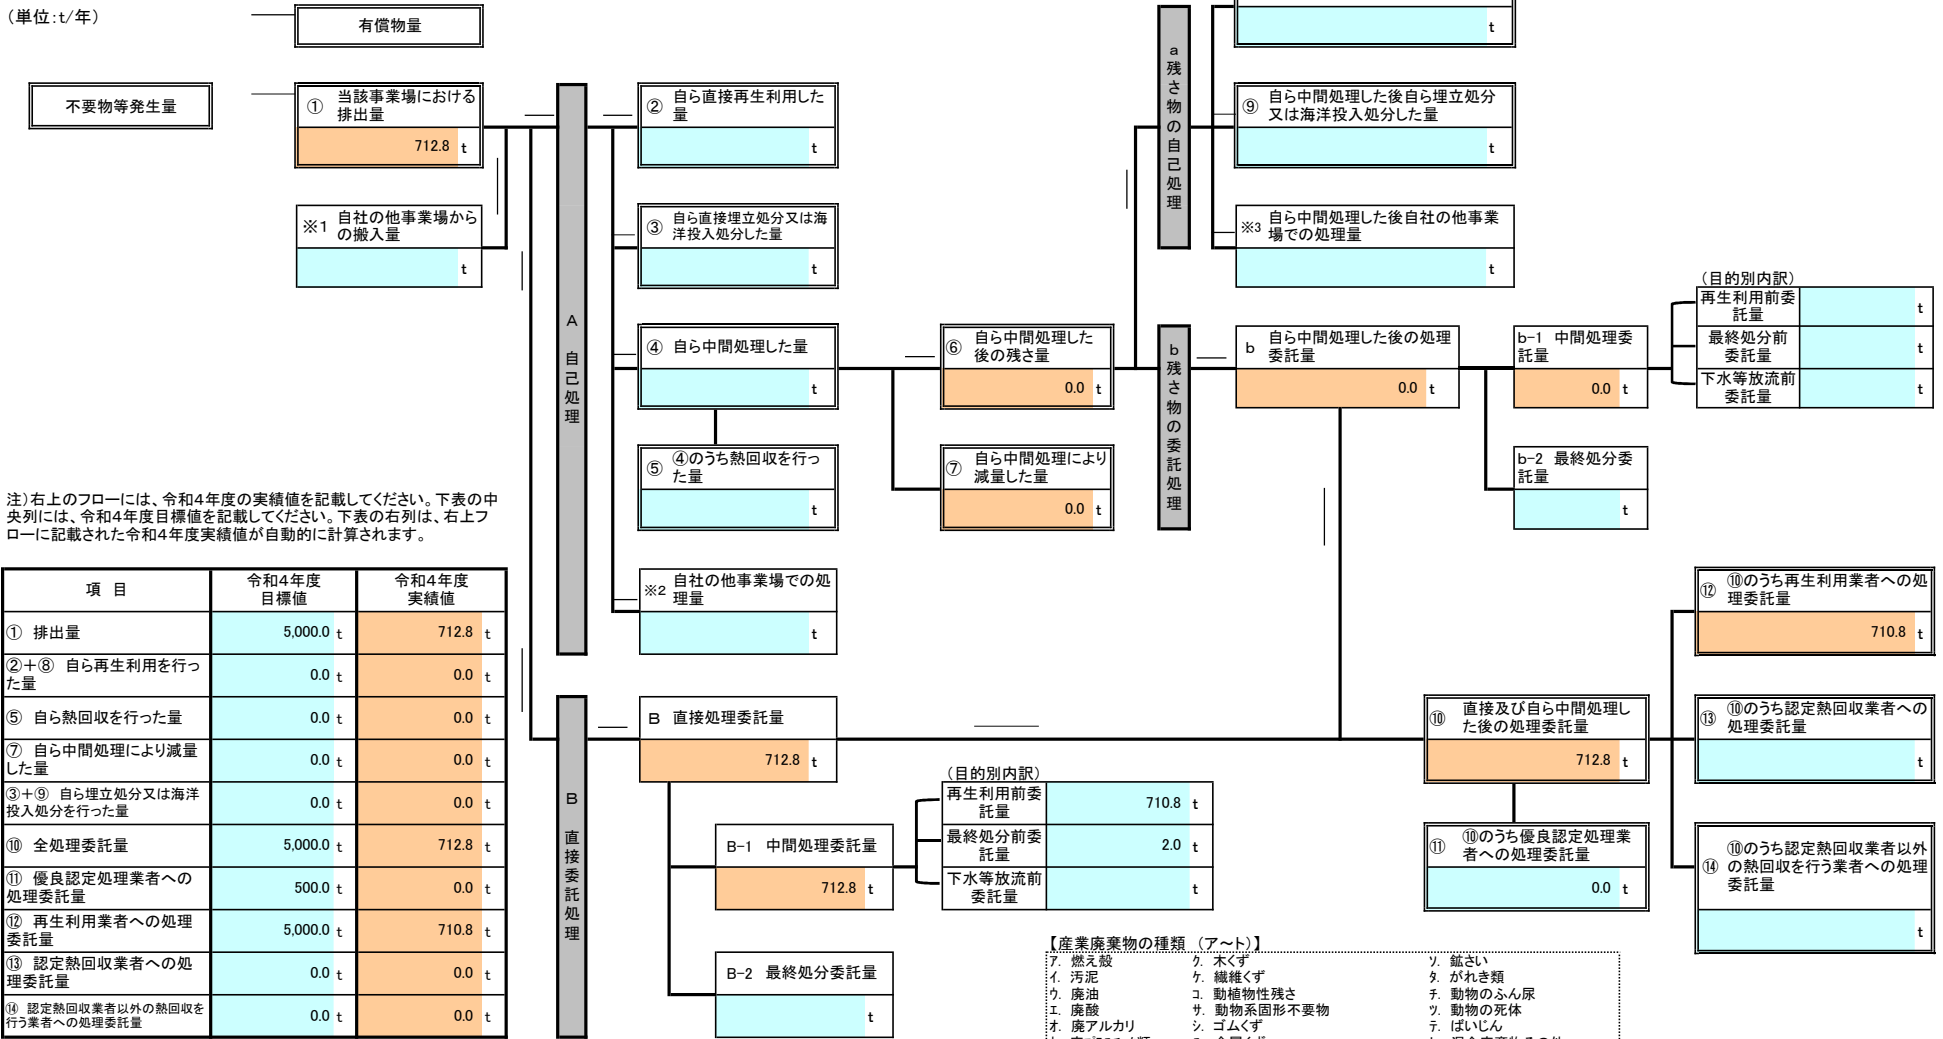 （単位:t/年）
有償物量
t
不要物等発生量
① 当該事業場における
排出量
712.8 t
※1 自社の他事業場から
の搬入量
t
A 自己処理
② 自ら直接再生利用した
量
t
③ 自ら直接埋立処分又は海
洋投入処分した量
t
④ 自ら中間処理した量
t
⑤ ④のうち熱回収を行っ
た量
t
※2 自社の他事業場での処
理量
t
⑥ 自ら中間処理した
後の残さ量
0.0 t
⑦ 自ら中間処理により
減量した量
0.0 t
a 残さ物の自己処理
⑨ 自ら中間処理した後自ら埋立処分
又は海洋投入処分した量
t
※3 自ら中間処理した後自社の他事業
場での処理量
t
b 残さ物の委託処理
b 自ら中間処理した後の処理
委託量
0.0 t
b-1 中間処理委
託量
0.0 t
b-2 最終処分委
託量
t
（目的別内訳）
再生利用前委
託量
t
最終処分前
委託量
t
下水等放流前
委託量
t
注）右上のフローには、令和4年度の実績値を記載してください。下表の中
央列には、令和4年度目標値を記載してください。下表の右列は、右上フ
ローに記載された令和4年度実績値が自動的に計算されます。
項 目 令和4年度 目標値 令和4年度 実績値
① 排出量 5,000.0 t 712.8 t
②＋⑧ 自ら再生利用を行っ
た量 0.0 t 0.0 t
⑤ 自ら熱回収を行った量 0.0 t 0.0 t
⑦ 自ら中間処理により減量
した量 0.0 t 0.0 t
③＋⑨ 自ら埋立処分又は海洋
投入処分を行った量 0.0 t 0.0 t
⑩ 全処理委託量 5,000.0 t 712.8 t
⑪ 優良認定処理業者への
処理委託量 500.0 t 0.0 t
⑫ 再生利用業者への処理
委託量 5,000.0 t 710.8 t
⑬ 認定熱回収業者への処
理委託量 0.0 t 0.0 t
⑭ 認定熱回収業者以外の熱回収を
行う業者への処理委託量 0.0 t 0.0 t
B 直接委託処理
B 直接処理委託量
712.8 t
B-1 中間処理委託量
712.8 t
B-2 最終処分委託量
t
（目的別内訳）
再生利用前委
託量
710.8 t
最終処分前委
託量
2.0 t
下水等放流前
委託量
t
⑩ 直接及び自ら中間処理し
た後の処理委託量
712.8 t
⑪ ⑩のうち優良認定処理業
者への処理委託量
0.0 t
⑫ ⑩のうち再生利用業者への処
理委託量
710.8 t
⑬ ⑩のうち認定熱回収業者への
処理委託量
t
⑭ ⑩のうち認定熱回収業者以外
の熱回収を行う業者への処理
委託量
t
【産業廃棄物の種類 （ア～ト）】
ｱ. 燃え殻 ｸ. 木くず ｿ. 鉱さい
ｲ. 汚泥 ｹ. 繊維くず ﾀ. がれき類
ｳ. 廃油 ｺ. 動植物性残さ ﾁ. 動物のふん尿
ｴ. 廃酸 ｻ. 動物系固形不要物 ﾂ. 動物の死体
ｵ. 廃アルカリ ｼ. ゴムくず ﾃ. ばいじん